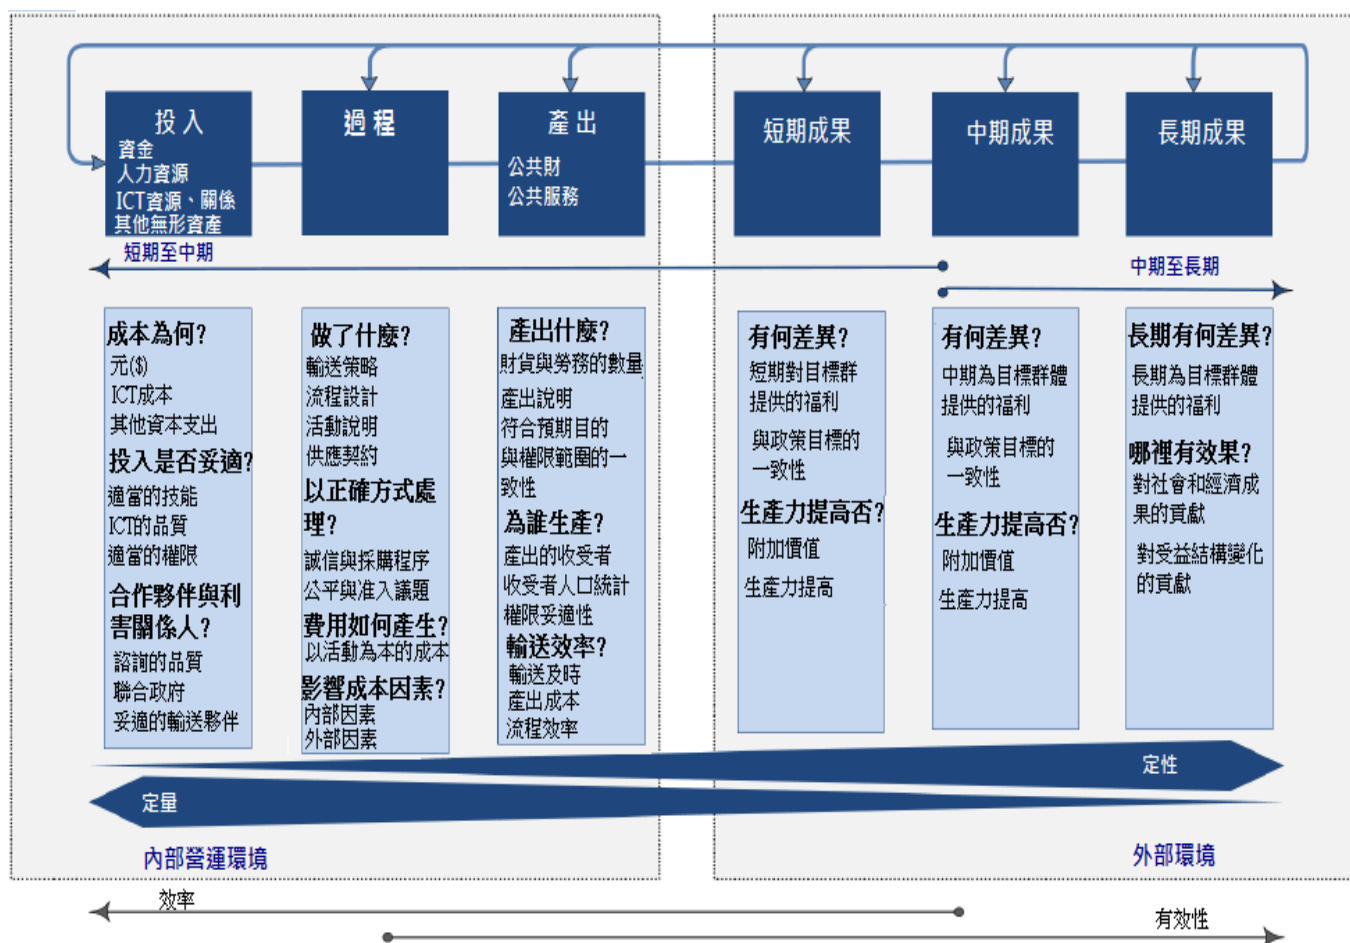 投入
資金
人力資源
ICT資源、關係
其他無形資產
過程
產出
公共財
公共服務
短期成果
中期成果
長期成果
短期至中期
中期至長期
成本為何?
元($)
ICT成本
其他資本支出
投入是否妥適?
適當的技能
ICT的品質
適當的權限
合作夥伴與利
害關係人?
諮詢的品質
聯合政府
妥適的輸送夥伴
做了什麼?
輸送策略
流程設計
活動說明
供應契約
以正確方式處
理?
誠信與採購程序
公平與准入議題
費用如何產生?
以活動為本的成本
影響成本因素?
內部因素
外部因素
產出什麼?
財貨與勞務的數量
產出說明
符合預期目的
與權限範圍的一
致性
為誰生產?
產出的收受者
收受者人口統計
權限妥適性
輸送效率?
輸送及時
產出成本
流程效率
有何差異?
短期對目標群
提供的福利
與政策目標的
一致性
生產力提高否?
附加價值
生產力提高
有何差異?
中期為目標群體
提供的福利
與政策目標的
一致性
生產力提高否?
附加價值
生產力提高
長期有何差異?
長期為目標群體
提供的福利
哪裡有效果?
對社會和經濟成
果的貢獻
對受益結構變化
的貢獻
定性
定量
內部營運環境
外部環境
效率
有效性